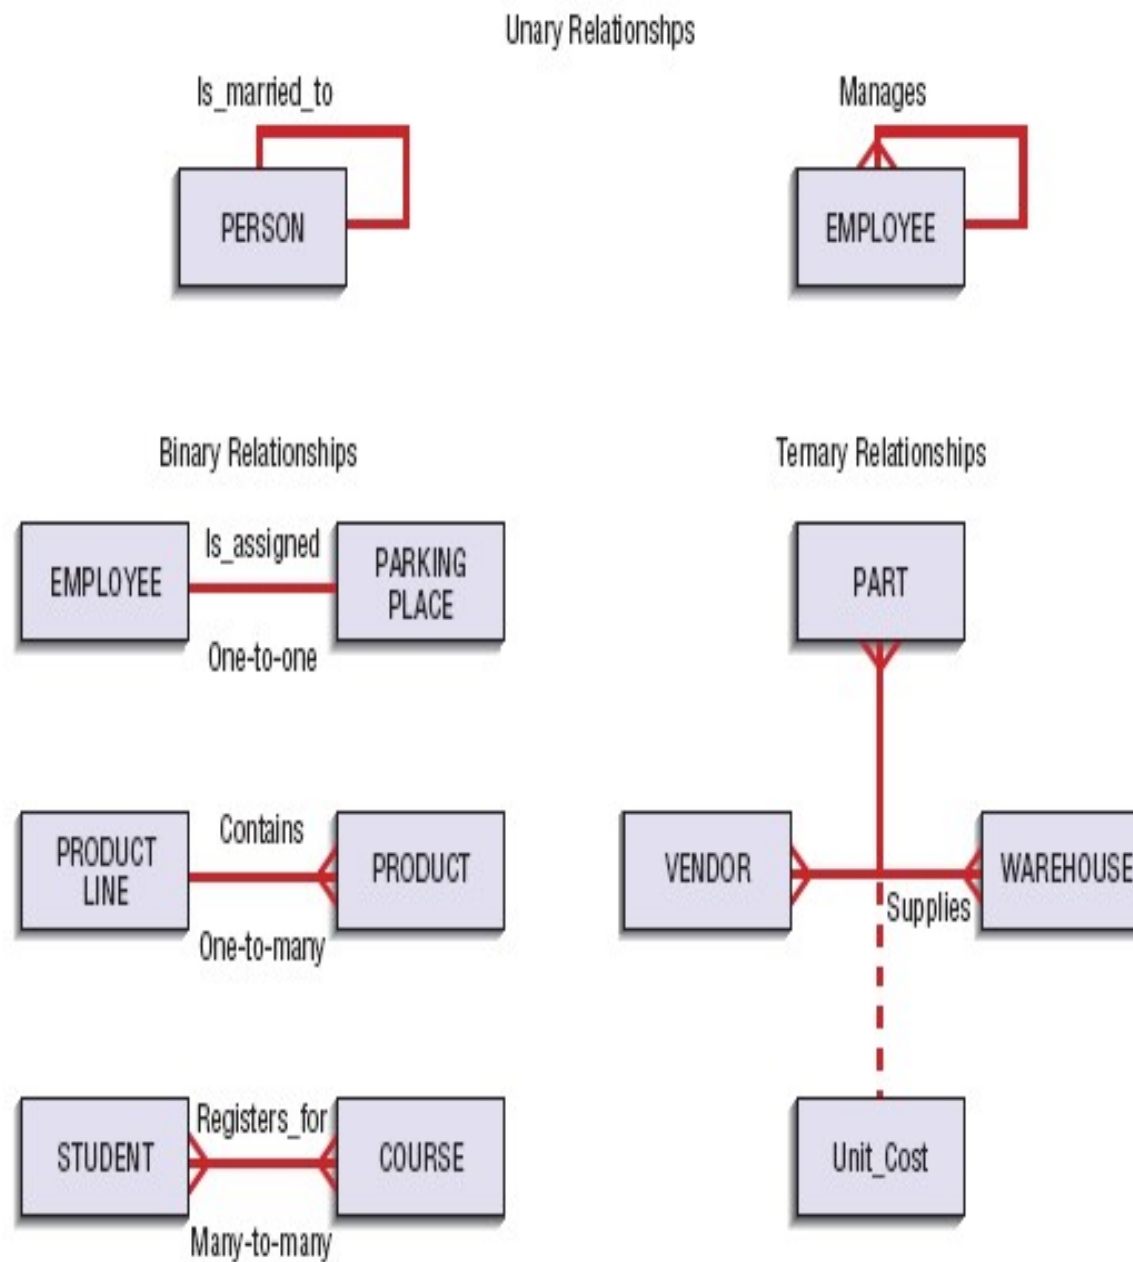 Unary Relationshps
Is_married_to
PERSON
Manages
EMPLOYEE
Binary Relationships
EMPLOYEE
Is_assigned
PARKING
PLACE
One-to-one
PRODUCT
LINE
Contains
PRODUCT
One-to-many
STUDENT
Registers_for
COURSE
Many-to-many
Ternary Relationships
PART
VENDOR
Supplies
WAREHOUSE
Unit_Cost